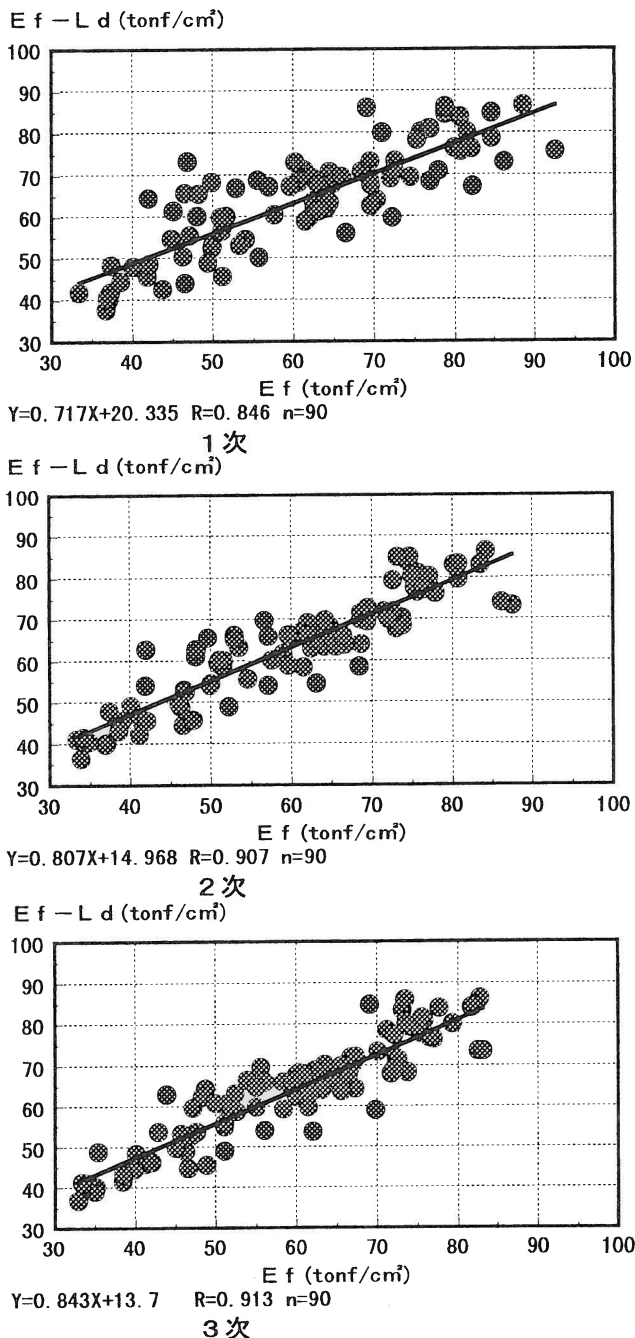 Ef－Ld (tonf/cm²)
100
90
80
70
60
50
40
30
30 40 50 60 70 80 90 100
Ef (tonf/cm²)
Y=0.717X+20.335 R=0.846 n=90
1次
Ef－Ld (tonf/cm²)
100
90
80
70
60
50
40
30
30 40 50 60 70 80 90 100
Ef (tonf/cm²)
Y=0.807X+14.968 R=0.907 n=90
2次
Ef－Ld (tonf/cm²)
100
90
80
70
60
50
40
30
30 40 50 60 70 80 90 100
Ef (tonf/cm²)
Y=0.843X+13.7 R=0.913 n=90
3次